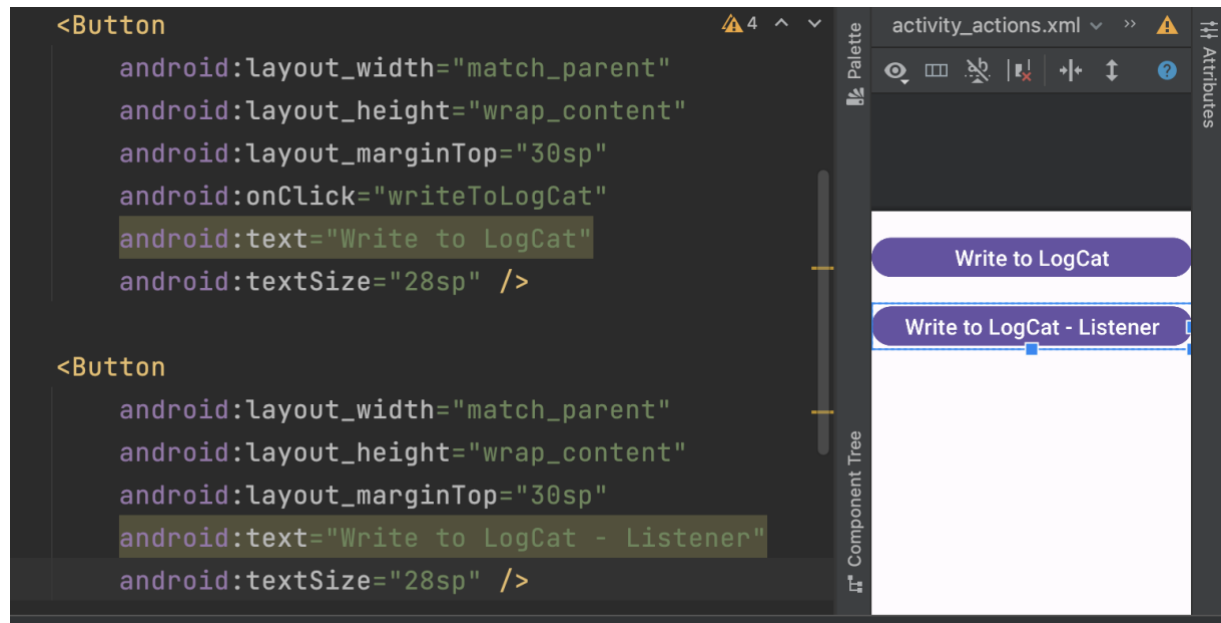 <Button
android:layout_width="match_parent"
android:layout_height="wrap_content"
android:layout_marginTop="30sp"
android:onClick="writeToLogCat"
android:text="Write to LogCat"
android:textSize="28sp" />
<Button
android:layout_width="match_parent"
android:layout_height="wrap_content"
android:layout_marginTop="30sp"
android:text="Write to LogCat - Listener"
android:textSize="28sp" />
4
Palette
Component Tree
activity_actions.xml
Write to LogCat
Write to LogCat - Listener
Attributes